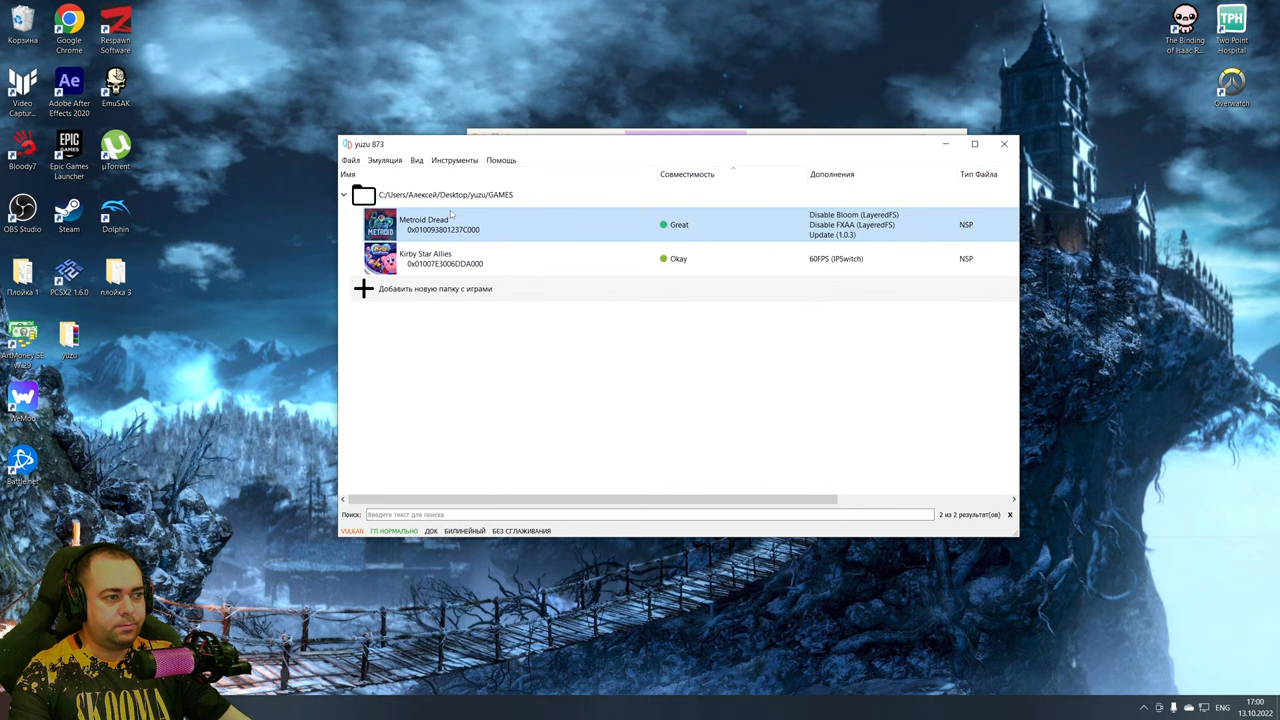 Корзина
Google Chrome
Respawn Software
Video Captur...
Adobe After Effects 2020
EmuSAK
Bloody7
Epic Games Launcher
µTorrent
OBS Studio
Steam
Dolphin
Плойка 1
PCSX2 1.6.0
плойка 3
ArtMoney SE
yuzu
WeMod
Battle.net
The Binding of Isaac R...
Two Point Hospital
TPH
Overwatch
yuzu 873
Файл Эмуляция Вид Инструменты Помощь
Имя Совместимость Дополнения Тип Файла
C:/Users/Алексей/Desktop/yuzu/GAMES
Metroid Dread
0x010093801237C000
Great
Disable Bloom (LayeredFS)
Disable FXAA (LayeredFS)
Update (1.0.3)
NSP
Kirby Star Allies
0x01007E3006DDA000
Okay
60FPS (IPSwitch)
NSP
Добавить новую папку с играми
Поиск: Введите текст для поиска 2 из 2 результат(ов) x
VULKAN ГП НОРМАЛЬНО ДОК БИЛИНЕЙНЫЙ БЕЗ СГЛАЖИВАНИЯ
SKOOMA
ENG
17:00
13.10.2022